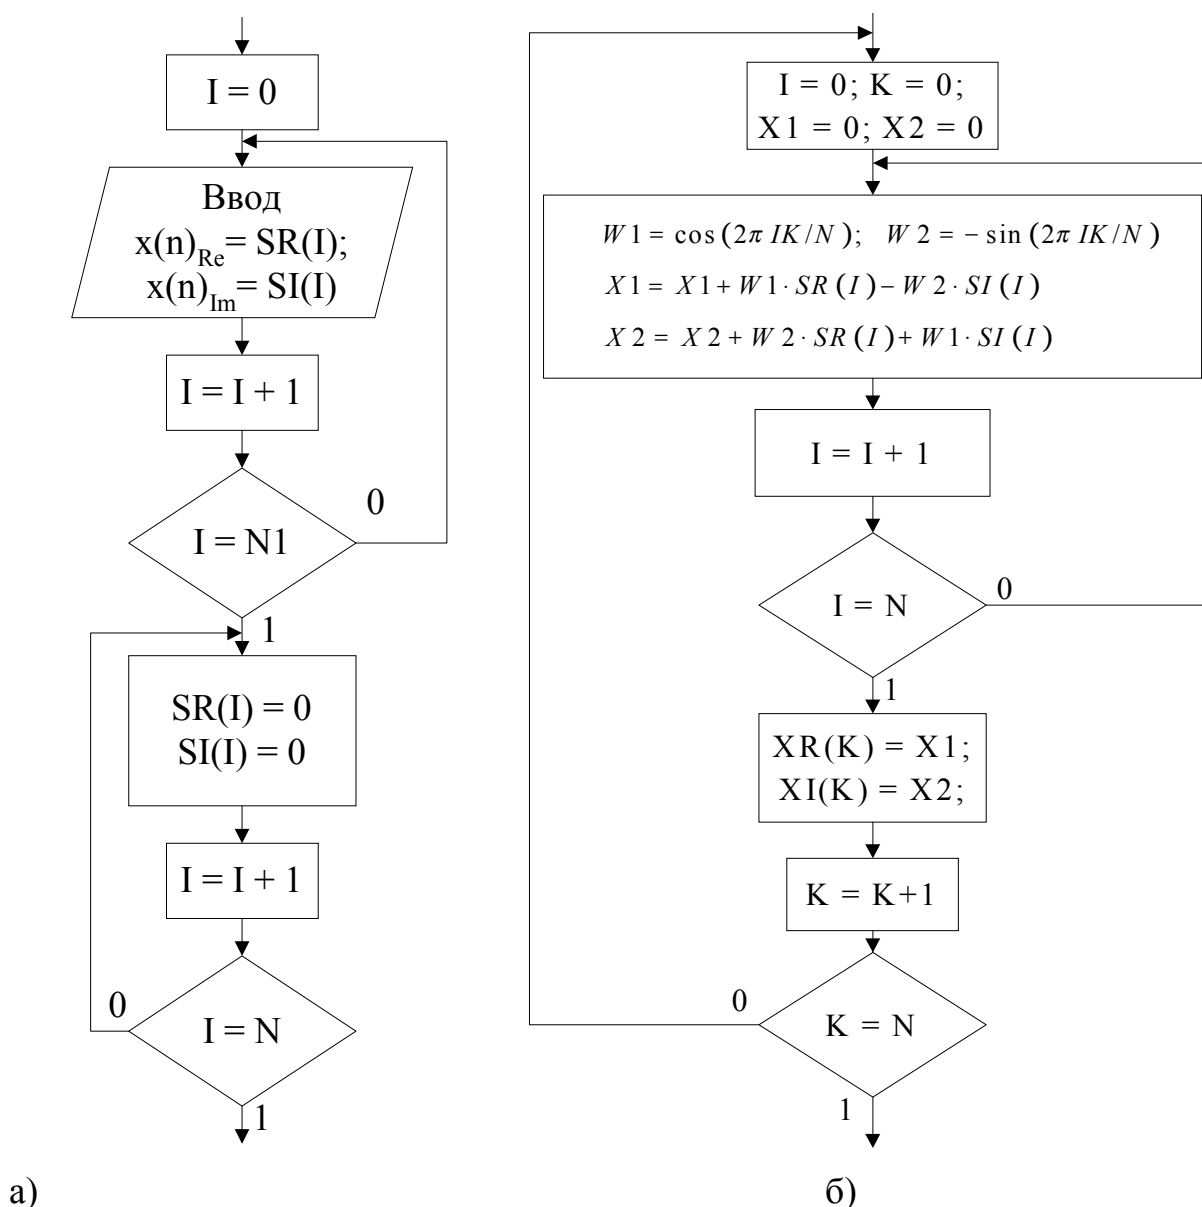 I = 0
Ввод
x(n)Re = SR(I);
x(n)Im = SI(I)
I = I + 1
I = N1
0
1
SR(I) = 0
SI(I) = 0
I = I + 1
I = N
0
1
а)
I = 0; K = 0;
X1 = 0; X2 = 0
W1 = cos(2π IK/N); W2 = − sin(2π IK/N)
X1 = X1 + W1 · SR(I) − W2 · SI(I)
X2 = X2 + W2 · SR(I) + W1 · SI(I)
I = I + 1
I = N
0
1
XR(K) = X1;
XI(K) = X2;
K = K+1
K = N
0
1
б)